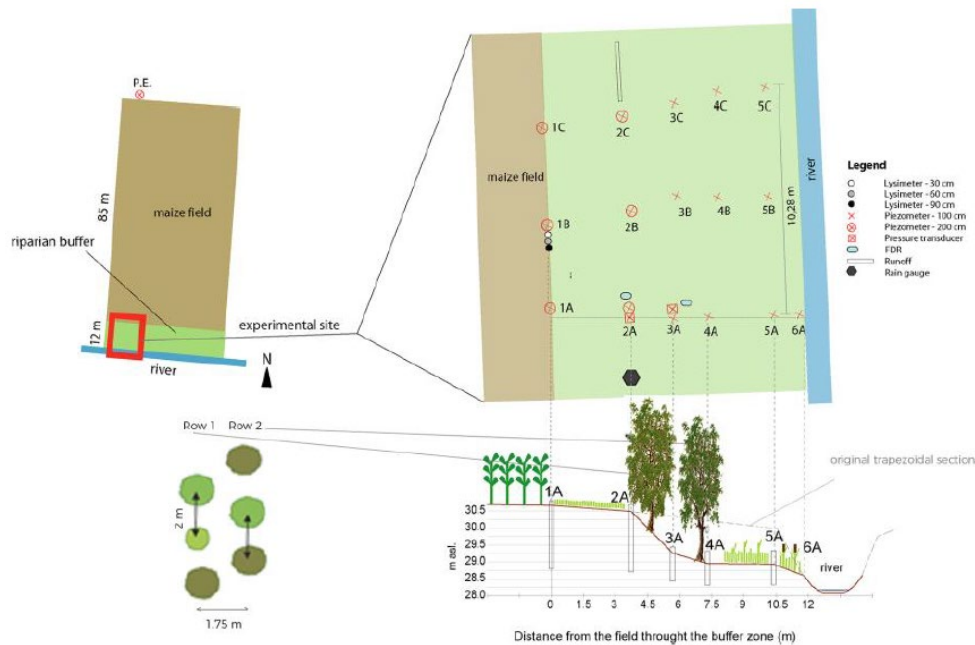 P.E.
85 m
maize field
riparian buffer
12 m
experimental site
river
N
1C
2C
3C
4C
5C
maize field
1B
2B
3B
4B
5B
10,28 m
river
1A
2A
3A
4A
5A
6A
Legend
Lysimeter - 30 cm
Lysimeter - 60 cm
Lysimeter - 90 cm
Piezometer - 100 cm
Piezometer - 200 cm
Pressure transducer
FDR
Runoff
Rain gauge
Row 1 Row 2
2 m
1.75 m
original trapezoidal section
1A
2A
3A
4A
5A
6A
river
m asl.
30.5
30.0
29.5
29.0
28.5
28.0
0 1.5 3 4.5 6 7.5 9 10.5 12
Distance from the field throught the buffer zone (m)